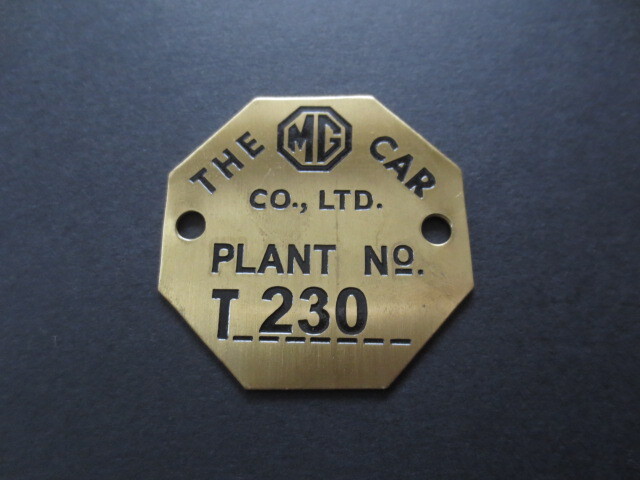 THE MG CAR
CO., LTD.
PLANT Nº.
T 230